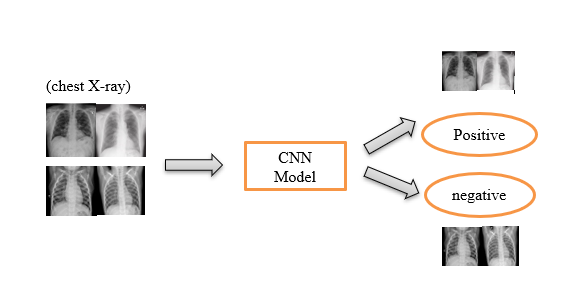 (chest X-ray)
CNN
Model
Positive
negative